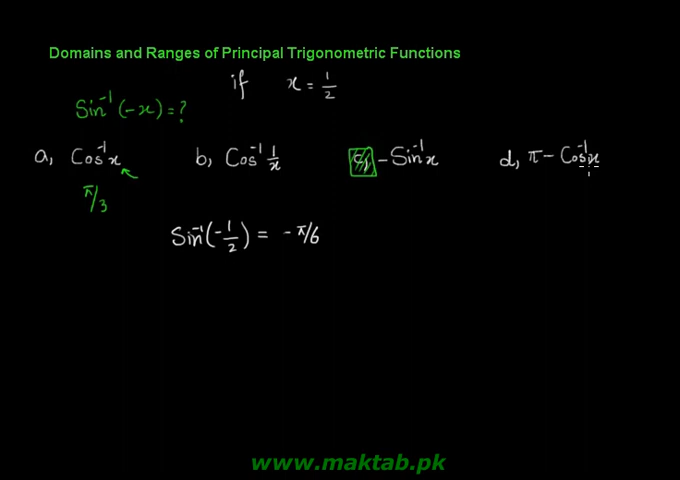 Domains and Ranges of Principal Trigonometric Functions
if x = 1/2
Sin⁻¹(-x) = ?
a, Cos⁻¹x b, Cos⁻¹ 1/x c, -Sin⁻¹x d, π - Cos⁻¹x
π/3
Sin⁻¹(-1/2) = -π/6
www.maktab.pk